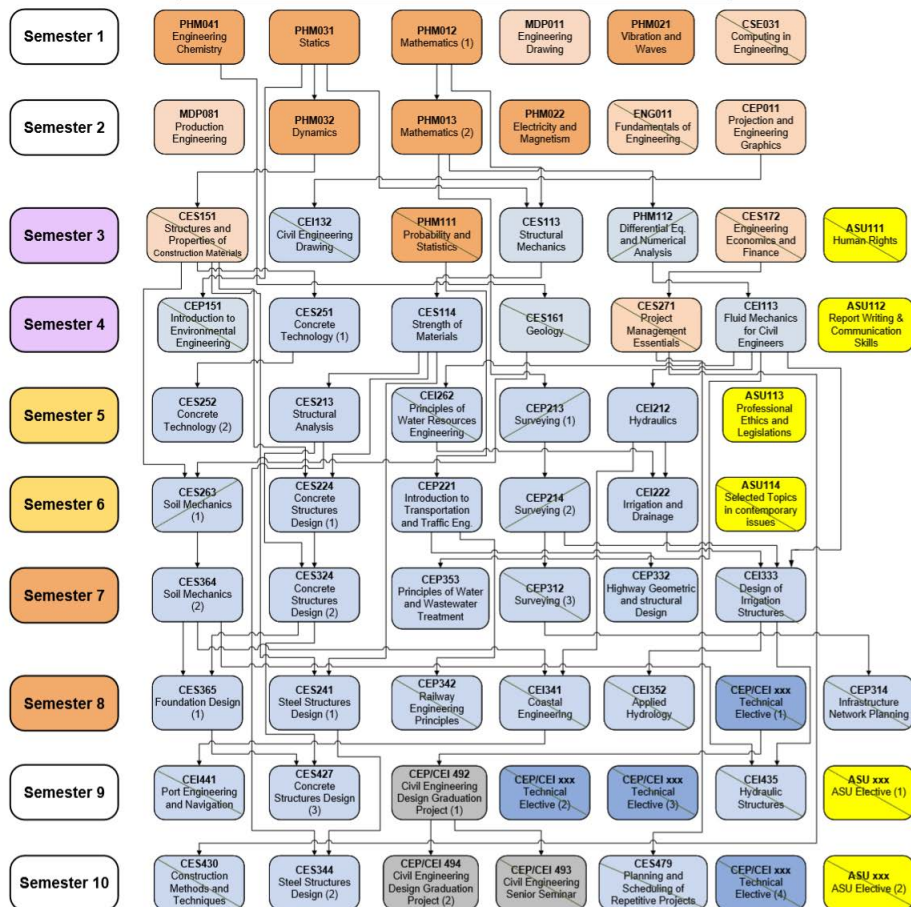 Semester 1
PHM041
Engineering
Chemistry
PHM031
Statics
PHM012
Mathematics (1)
MDP011
Engineering
Drawing
PHM021
Vibration and
Waves
CSE031
Computing in
Engineering
Semester 2
MDP081
Production
Engineering
PHM032
Dynamics
PHM013
Mathematics (2)
PHM022
Electricity and
Magnetism
ENG011
Fundamentals of
Engineering
CEP011
Projection and
Engineering
Graphics
Semester 3
CES151
Structures and
Properties of
Construction Materials
CEI132
Civil Engineering
Drawing
PHM111
Probability and
Statistics
CES113
Structural
Mechanics
PHM112
Differential Eq.
and Numerical
Analysis
CES172
Engineering
Economics and
Finance
ASU111
Human Rights
Semester 4
CEP151
Introduction to
Environmental
Engineering
CES251
Concrete
Technology (1)
CES114
Strength of
Materials
CES161
Geology
CES271
Project
Management
Essentials
CEI113
Fluid Mechanics
for Civil
Engineers
ASU112
Report Writing &
Communication
Skills
Semester 5
CES252
Concrete
Technology (2)
CES213
Structural
Analysis
CEI262
Principles of
Water Resources
Engineering
CEP213
Surveying (1)
CEI212
Hydraulics
ASU113
Professional
Ethics and
Legislations
Semester 6
CES263
Soil Mechanics
(1)
CES224
Concrete
Structures
Design (1)
CEP221
Introduction to
Transportation
and Traffic Eng.
CEP214
Surveying (2)
CEI222
Irrigation and
Drainage
ASU114
Selected Topics
in contemporary
issues
Semester 7
CES364
Soil Mechanics
(2)
CES324
Concrete
Structures
Design (2)
CEP353
Principles of Water
and Wastewater
Treatment
CEP312
Surveying (3)
CEP332
Highway Geometric
and structural
Design
CEI333
Design of
Irrigation
Structures
Semester 8
CES365
Foundation Design
(1)
CES241
Steel Structures
Design (1)
CEP342
Railway
Engineering
Principles
CEI341
Coastal
Engineering
CEI352
Applied
Hydrology
CEP/CEI xxx
Technical
Elective (1)
CEP314
Infrastructure
Network Planning
Semester 9
CEI441
Port Engineering
and Navigation
CES427
Concrete
Structures Design
(3)
CEP/CEI 492
Civil Engineering
Design Graduation
Project (1)
CEP/CEI xxx
Technical
Elective (2)
CEP/CEI xxx
Technical
Elective (3)
CEI435
Hydraulic
Structures
ASU xxx
ASU Elective (1)
Semester 10
CES430
Construction
Methods and
Techniques
CES344
Steel Structures
Design (2)
CEP/CEI 494
Civil Engineering
Design Graduation
Project (2)
CEP/CEI 493
Civil Engineering
Senior Seminar
CES479
Planning and
Scheduling of
Repetitive Projects
CEP/CEI xxx
Technical
Elective (4)
ASU xxx
ASU Elective (2)